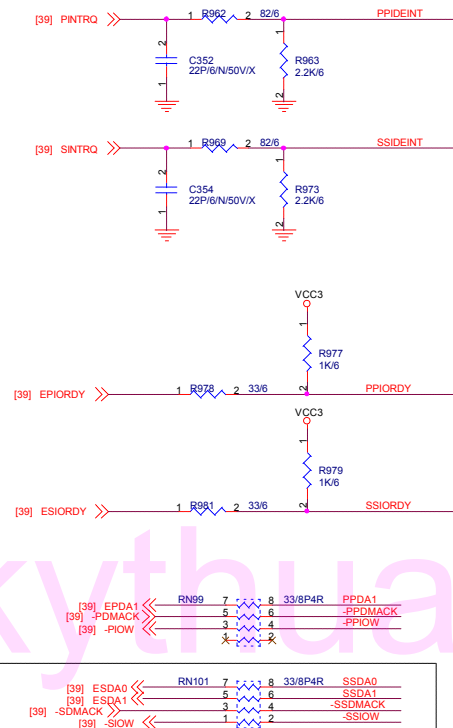 [39] PINTRQ 1 R962 2 82/6 PPIDEINT
2 1 C352 22P/6/N/50V/X
1 2 R963 2.2K/6
[39] SINTRQ 1 R969 2 82/6 SSIDEINT
2 1 C354 22P/6/N/50V/X
1 2 R973 2.2K/6
VCC3
1 2 R977 1K/6
[39] EPIORDY 1 R978 2 33/6 PPIORDY
VCC3
1 2 R979 1K/6
[39] ESIORDY 1 R981 2 33/6 SSIORDY
kythua
[39] EPDA1 RN99 7 8 33/8P4R PPDA1
[39] -PDMACK 5 6 -PPDMACK
[39] -PIOW 3 4 -PPIOW
1 2
[39] ESDA0 RN101 7 8 33/8P4R SSDA0
[39] ESDA1 5 6 SSDA1
[39] -SDMACK 3 4 -SSDMACK
[39] -SIOW 1 2 -SSIOW